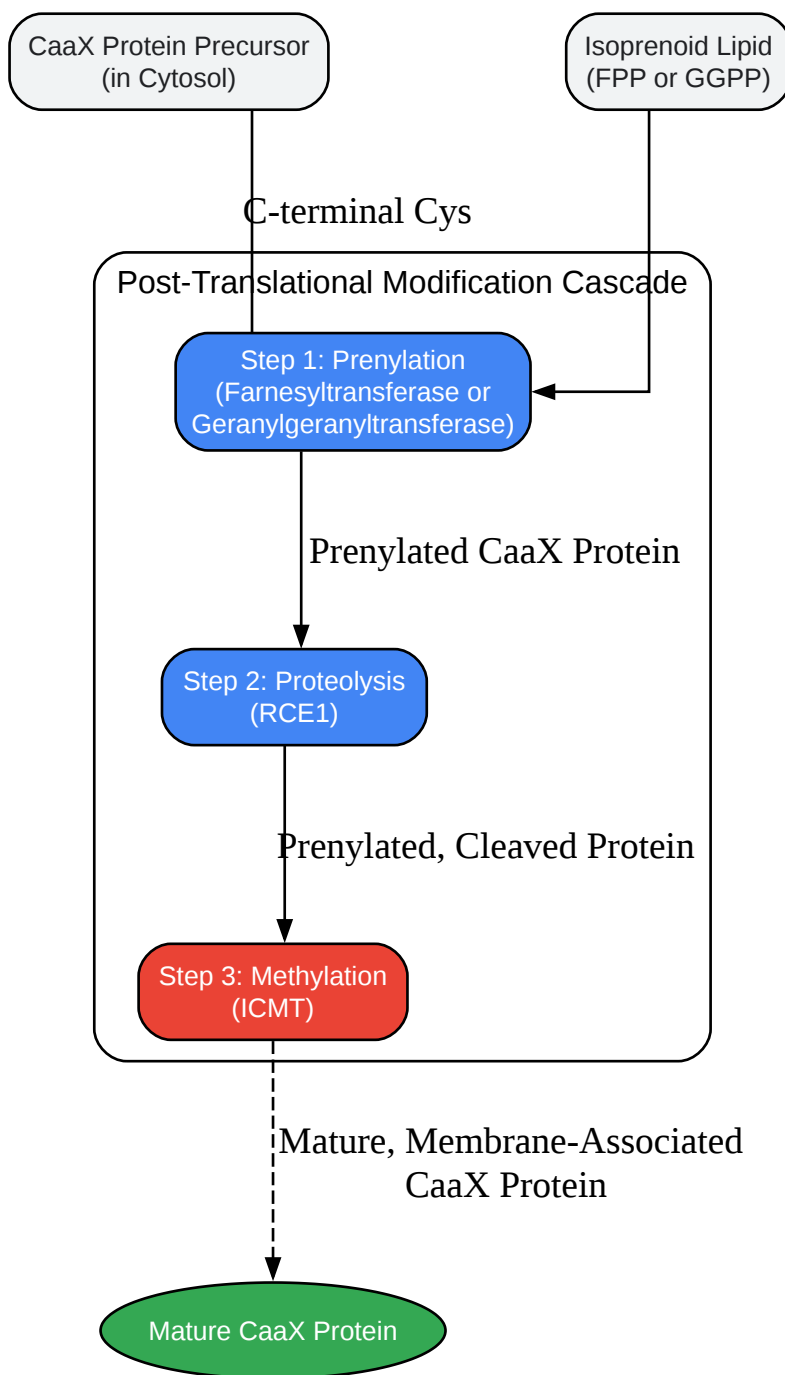 CaaX Protein Precursor
(in Cytosol)
Isoprenoid Lipid
(FPP or GGPP)
C-terminal Cys
Post-Translational Modification Cascade
Step 1: Prenylation
(Farnesyltransferase or
Geranylgeranyltransferase)
Prenylated CaaX Protein
Step 2: Proteolysis
(RCE1)
Prenylated, Cleaved Protein
Step 3: Methylation
(ICMT)
Mature, Membrane-Associated
CaaX Protein
Mature CaaX Protein